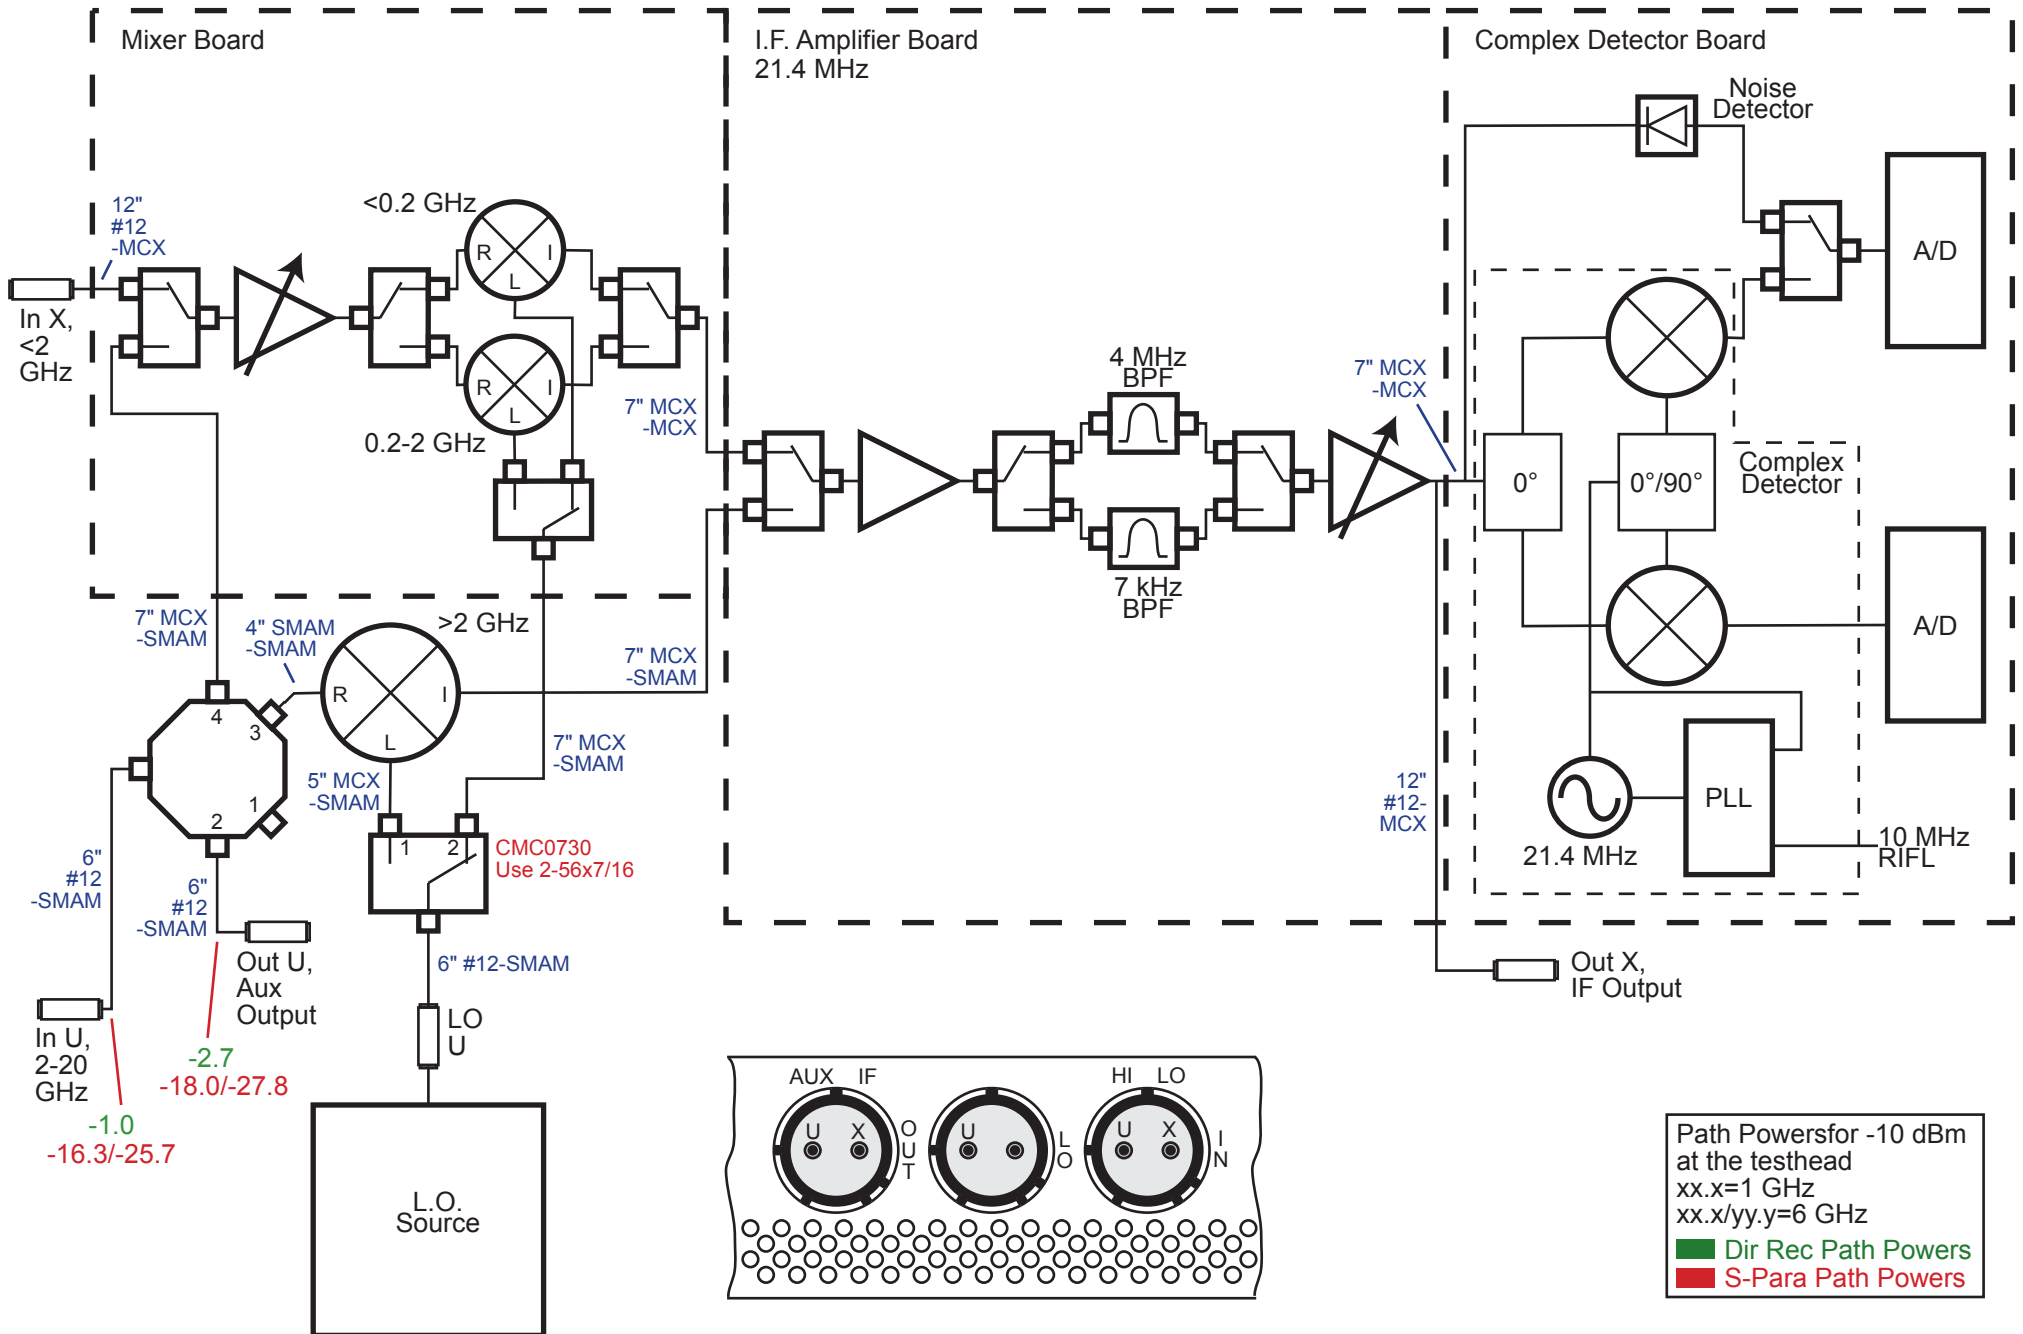 Mixer Board
I.F. Amplifier Board
21.4 MHz
Complex Detector Board
Noise
Detector
12"
#12
-MCX
<0.2 GHz
R
I
L
A/D
In X,
<2
GHz
R
I
L
0.2-2 GHz
7" MCX
-MCX
4 MHz
BPF
7 kHz
BPF
7" MCX
-MCX
0°
0°/90°
Complex
Detector
A/D
7" MCX
-SMAM
4" SMAM
-SMAM
>2 GHz
R
I
L
7" MCX
-SMAM
4
3
1
2
7" MCX
-SMAM
5" MCX
-SMAM
1
2
CMC0730
Use 2-56x7/16
6"
#12
-SMAM
6"
#12
-SMAM
12"
#12-
MCX
PLL
21.4 MHz
10 MHz
RIFL
6" #12-SMAM
Out U,
Aux
Output
In U,
2-20
GHz
LO
U
Out X,
IF Output
-2.7
-18.0/-27.8
-1.0
-16.3/-25.7
L.O.
Source
AUX IF
U X
O
U
T
U
L
O
HI LO
U X
I
N
Path Powersfor -10 dBm
at the testhead
xx.x=1 GHz
xx.x/yy.y=6 GHz
Dir Rec Path Powers
S-Para Path Powers